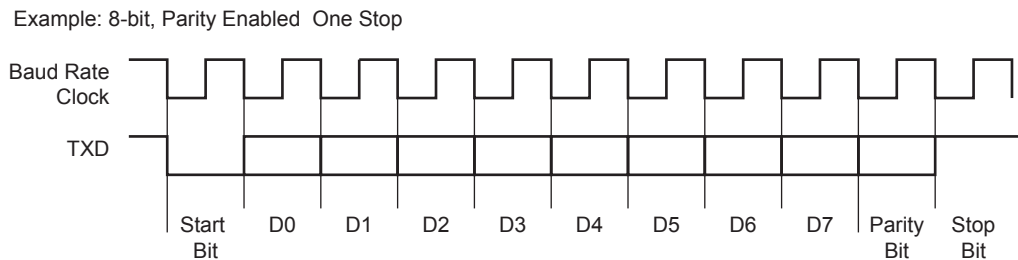 Example: 8-bit, Parity Enabled One Stop
Baud Rate
Clock
TXD
Start
Bit
D0
D1
D2
D3
D4
D5
D6
D7
Parity
Bit
Stop
Bit